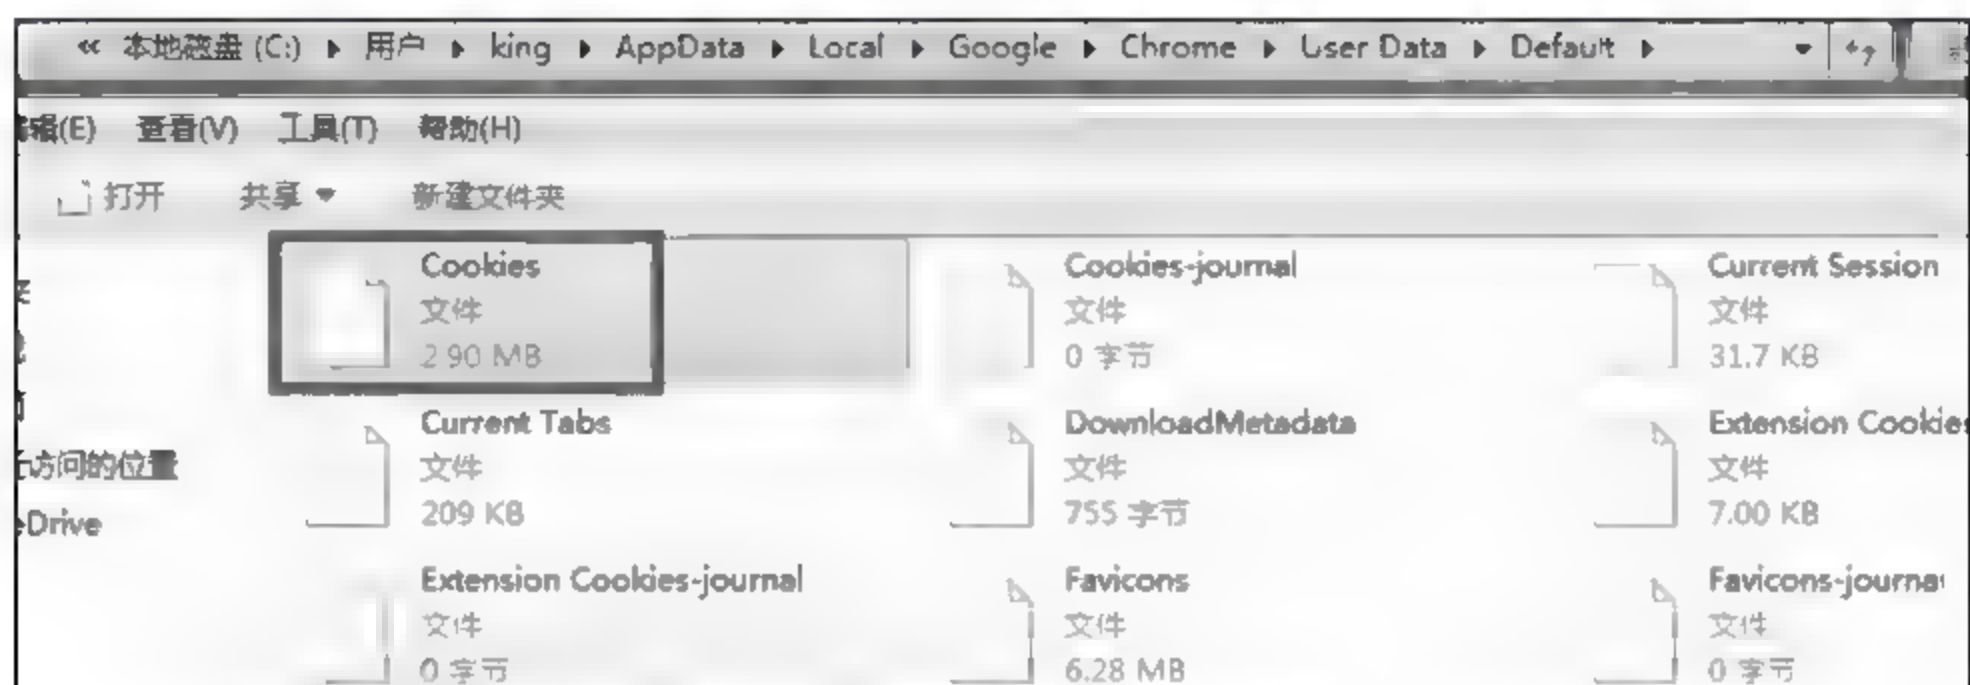 « 本地磁盘 (C:) ▸ 用户 ▸ king ▸ AppData ▸ Local ▸ Google ▸ Chrome ▸ User Data ▸ Default ▸
编辑(E) 查看(V) 工具(T) 帮助(H)
打开 共享 新建文件夹
Cookies Cookies-journal Current Session
文件 文件 文件
2.90 MB 0 字节 31.7 KB
Current Tabs DownloadMetadata Extension Cookies
文件 文件 文件
访问的位置
209 KB 755 字节 7.00 KB
eDrive
Extension Cookies-journal Favicons Favicons-journal
文件 文件 文件
0 字节 6.28 MB 0 字节